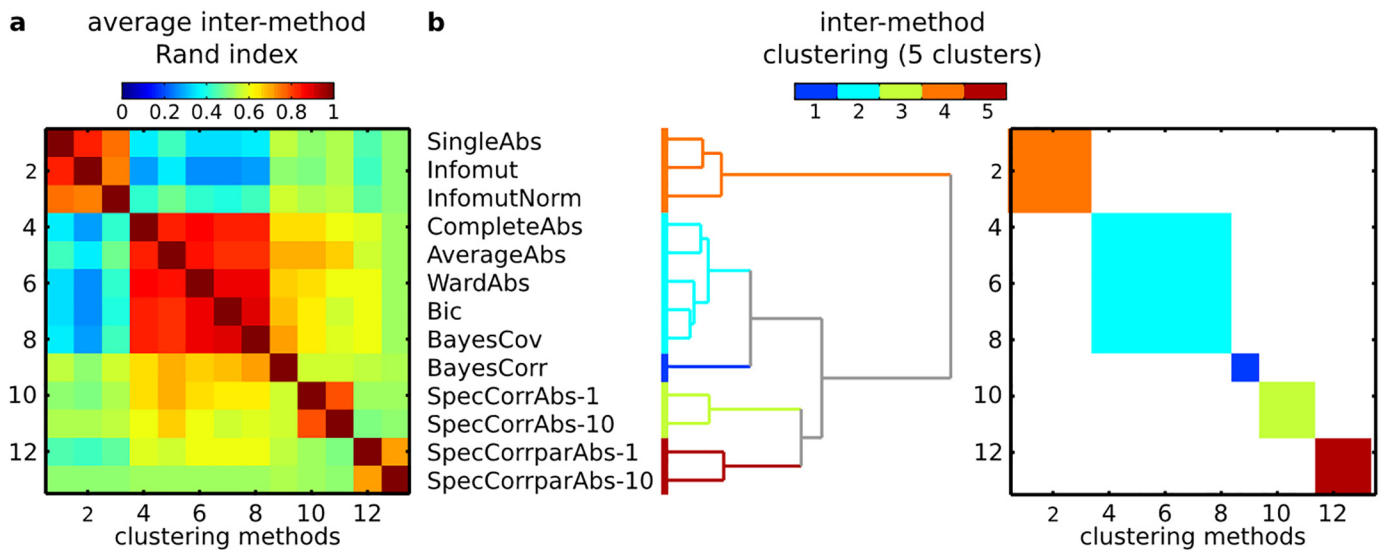 a
average inter-method
Rand index
0 0.2 0.4 0.6 0.8 1
2
4
6
8
10
12
2 4 6 8 10 12
clustering methods
b
inter-method
clustering (5 clusters)
1 2 3 4 5
SingleAbs
Infomut
InfomutNorm
CompleteAbs
AverageAbs
WardAbs
Bic
BayesCov
BayesCorr
SpecCorrAbs-1
SpecCorrAbs-10
SpecCorrparAbs-1
SpecCorrparAbs-10
2
4
6
8
10
12
2 4 6 8 10 12
clustering methods